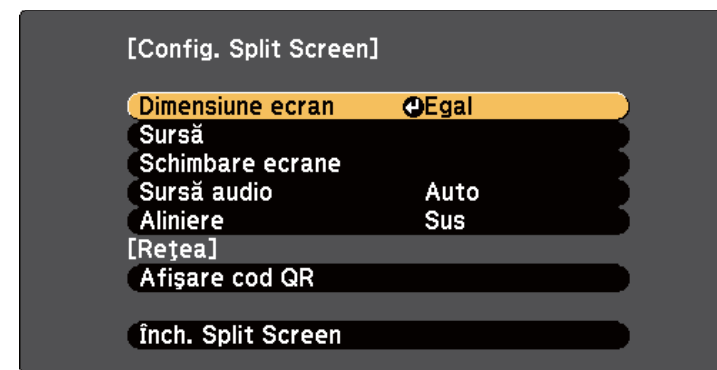 [Config. Split Screen]
Dimensiune ecran Egal
Sursă
Schimbare ecrane
Sursă audio Auto
Aliniere Sus
[Reţea]
Afişare cod QR
Înch. Split Screen